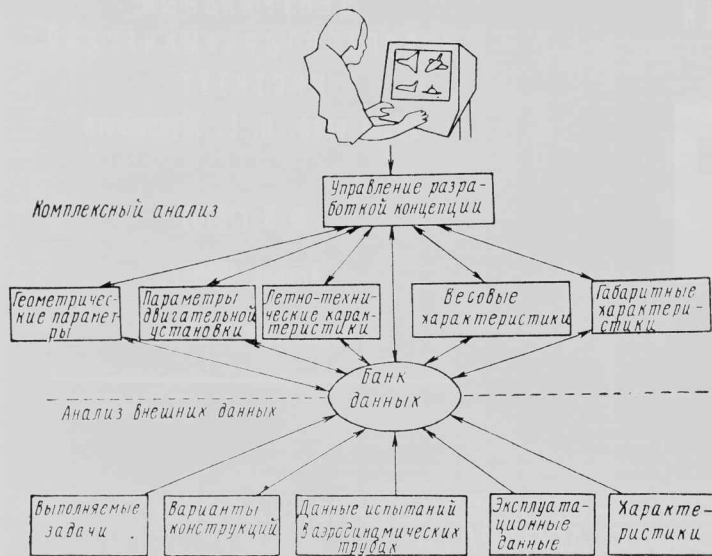 Управление разра-
боткой концепции
Комплексный анализ
Геометричес-
кие парамет-
ры
Параметры
двигательной
установки
Летно-техни-
ческие харак-
теристики
Весовые
характеристики
Габаритные
характери-
стики
Банк
данных
Анализ внешних данных
Выполняемые
задачи
Варианты
конструкций
Данные испытаний
в аэродинамических
трубах
Эксплуата-
ционные
данные
Характе-
ристики